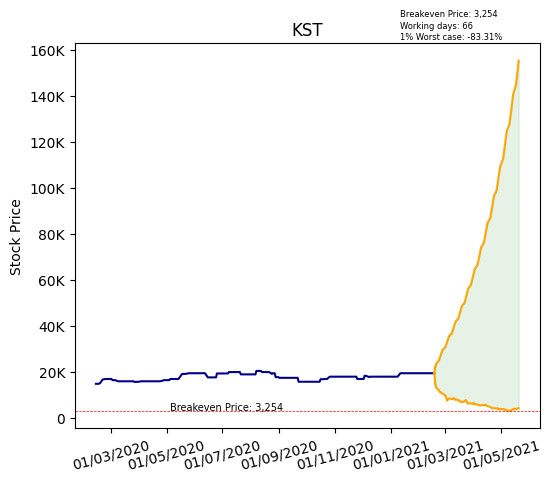 Breakeven Price: 3,254
Working days: 66
1% Worst case: -83.31%
KST
160K
140K
120K
100K
80K
60K
40K
20K
0
Stock Price
Breakeven Price: 3,254
01/03/2020
01/05/2020
01/07/2020
01/09/2020
01/11/2020
01/01/2021
01/03/2021
01/05/2021